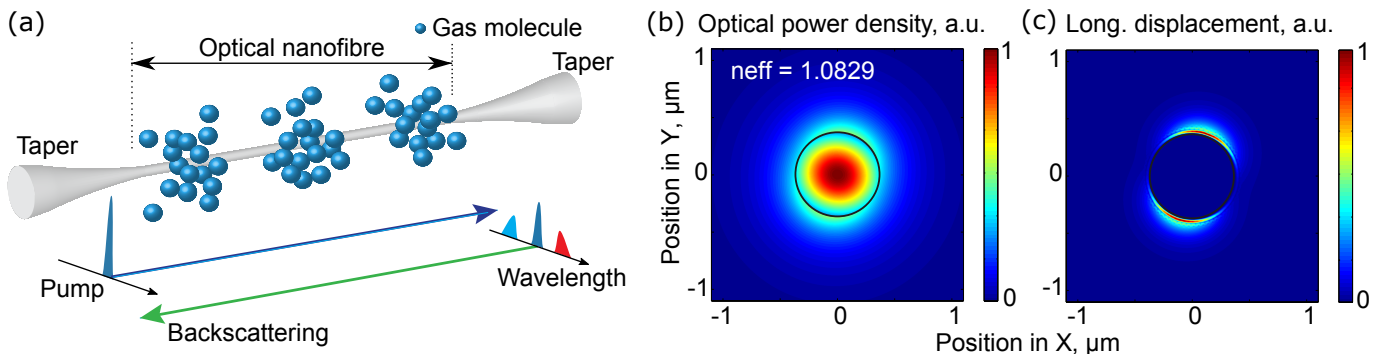 (a)
Gas molecule
Optical nanofibre
Taper
Taper
Pump
Wavelength
Backscattering
(b) Optical power density, a.u.
neff = 1.0829
1
0
-1
Position in Y, µm
-1
0
1
1
0
(c) Long. displacement, a.u.
1
0
-1
-1
0
1
1
0
Position in X, µm